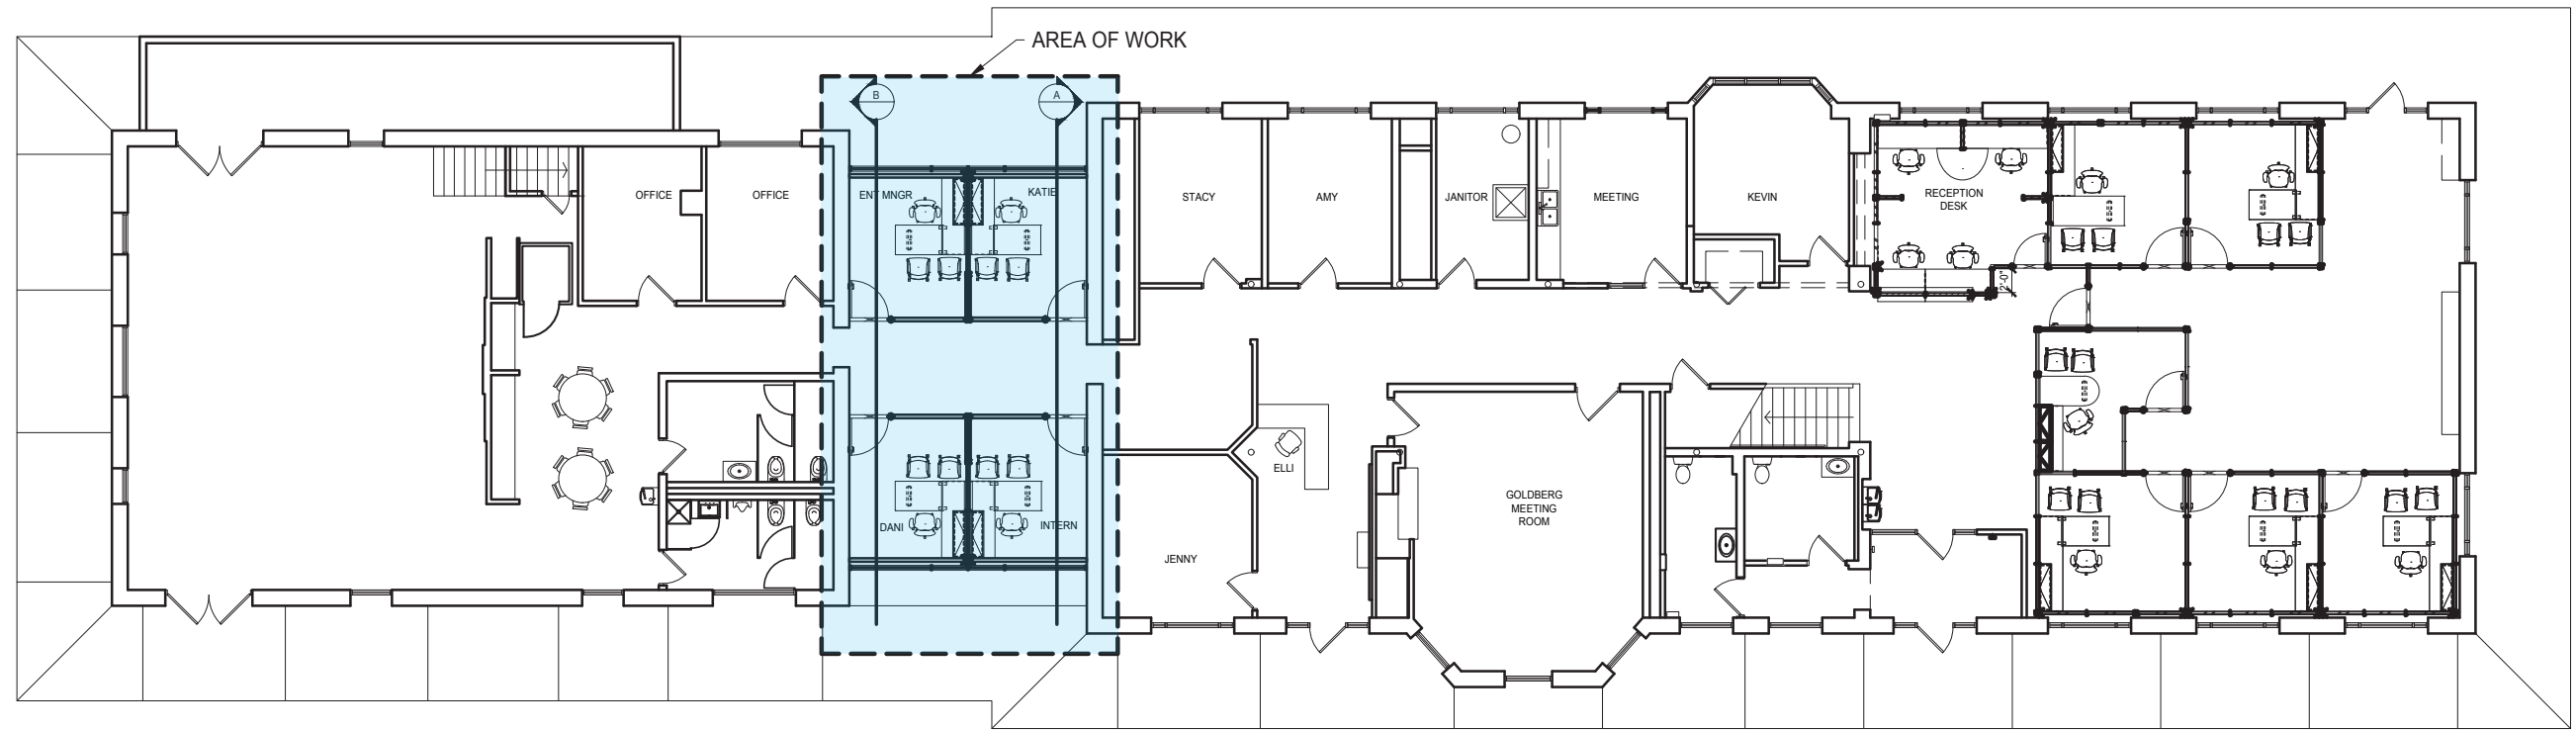 AREA OF WORK
B
A
OFFICE
OFFICE
ENT MNGR
KATIE
STACY
AMY
JANITOR
MEETING
KEVIN
RECEPTION
DESK
2'-0"
DANI
INTERN
JENNY
ELLI
GOLDBERG
MEETING
ROOM